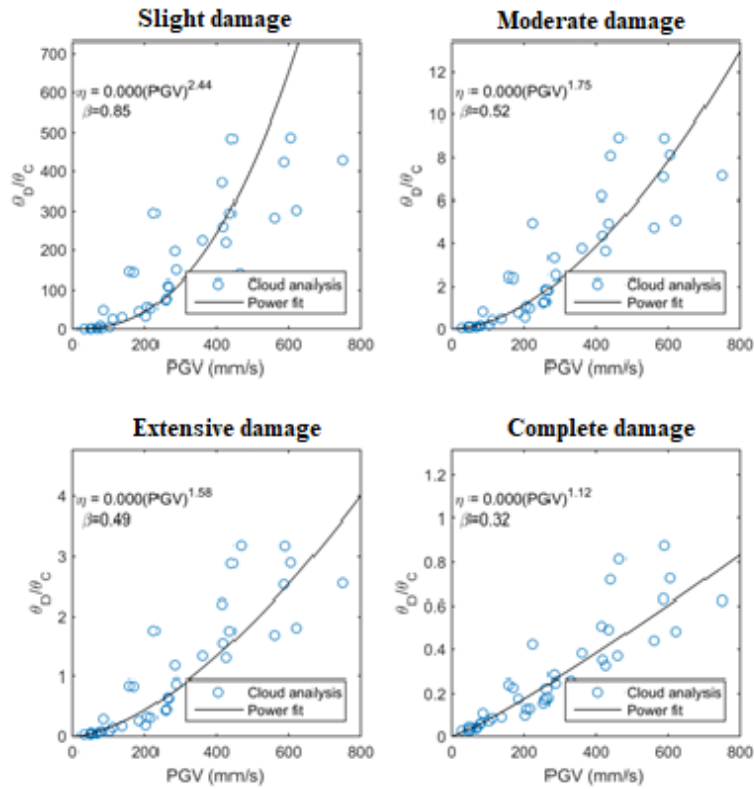 Slight damage
700
600
500
400
300
200
100
0
θD/θC
η = 0.000(PGV)2.44
β=0.85
Cloud analysis
Power fit
0 200 400 600 800
PGV (mm/s)
Moderate damage
12
10
8
6
4
2
0
θD/θC
η = 0.000(PGV)1.75
β=0.52
Cloud analysis
Power fit
0 200 400 600 800
PGV (mm/s)
Extensive damage
4
3
2
1
0
θD/θC
η = 0.000(PGV)1.58
β=0.49
Cloud analysis
Power fit
0 200 400 600 800
PGV (mm/s)
Complete damage
1.2
1
0.8
0.6
0.4
0.2
0
θD/θC
η = 0.000(PGV)1.12
β=0.32
Cloud analysis
Power fit
0 200 400 600 800
PGV (mm/s)